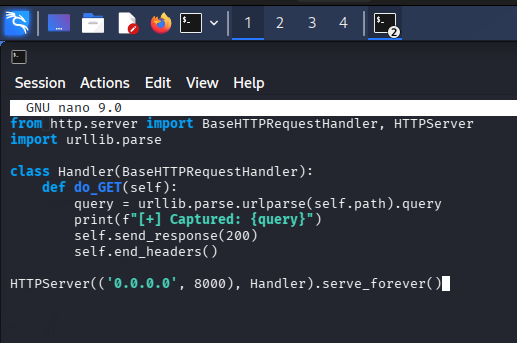 1 2 3 4 2
Session Actions Edit View Help
GNU nano 9.0
from http.server import BaseHTTPRequestHandler, HTTPServer
import urllib.parse
class Handler(BaseHTTPRequestHandler):
    def do_GET(self):
        query = urllib.parse.urlparse(self.path).query
        print(f"[+] Captured: {query}")
        self.send_response(200)
        self.end_headers()
HTTPServer(('0.0.0.0', 8000), Handler).serve_forever()